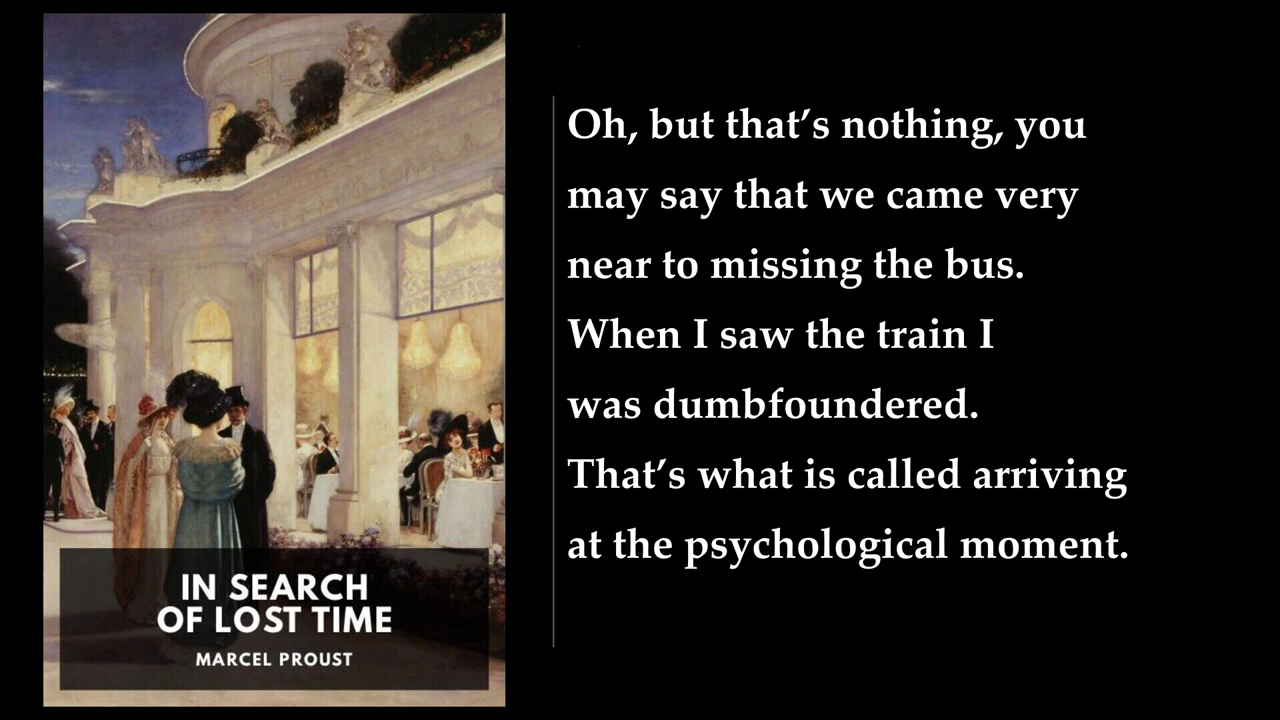 IN SEARCH
OF LOST TIME
MARCEL PROUST
Oh, but that’s nothing, you
may say that we came very
near to missing the bus.
When I saw the train I
was dumbfoundered.
That’s what is called arriving
at the psychological moment.